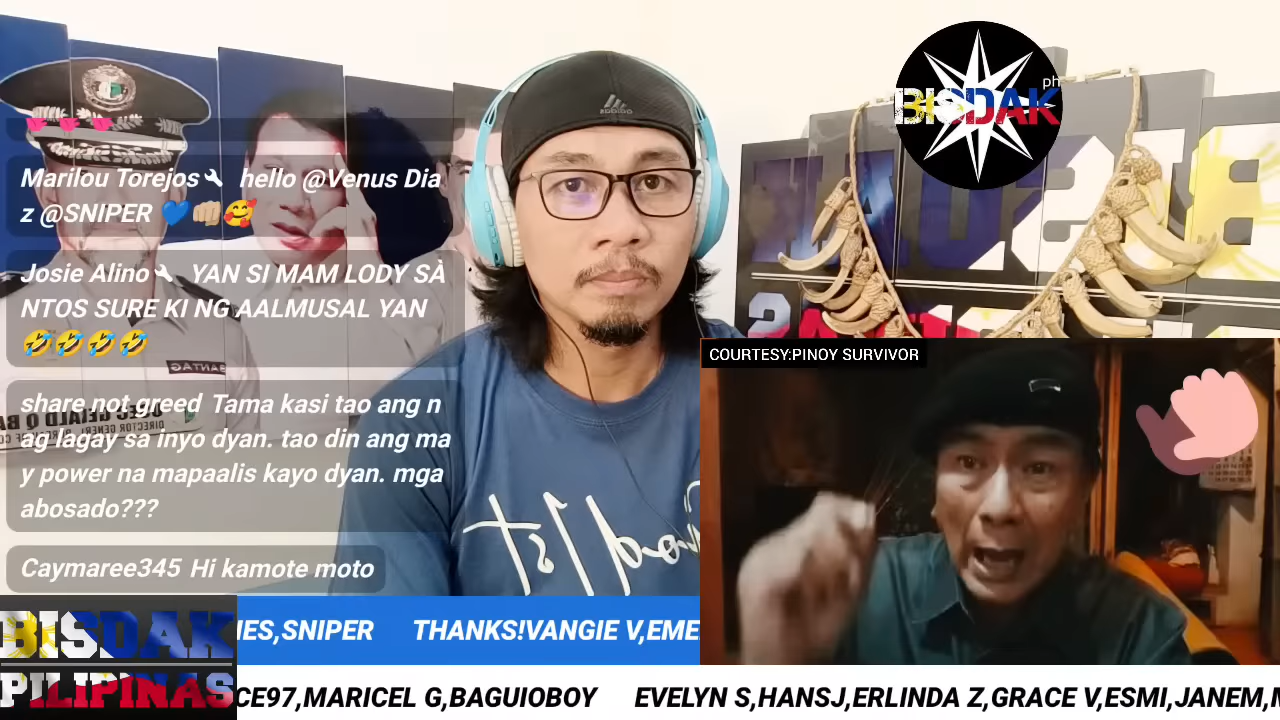 ph
BISDAK
Marilou Torejos hello @Venus Dia
z @SNIPER 💙👊🏼🥰
Josie Alino YAN SI MAM LODY SÀ
NTOS SURE KI NG AALMUSAL YAN
🤣🤣🤣🤣
share not greed Tama kasi tao ang n
ag lagay sa inyo dyan. tao din ang ma
y power na mapaalis kayo dyan. mga
abosado???
Caymaree345 Hi kamote moto
COURTESY:PINOY SURVIVOR
BISDAK
PILIPINAS
IES,SNIPER THANKS!VANGIE V,EME
CE97,MARICEL G,BAGUIOBOY EVELYN S,HANSJ,ERLINDA Z,GRACE V,ESMI,JANEM,M